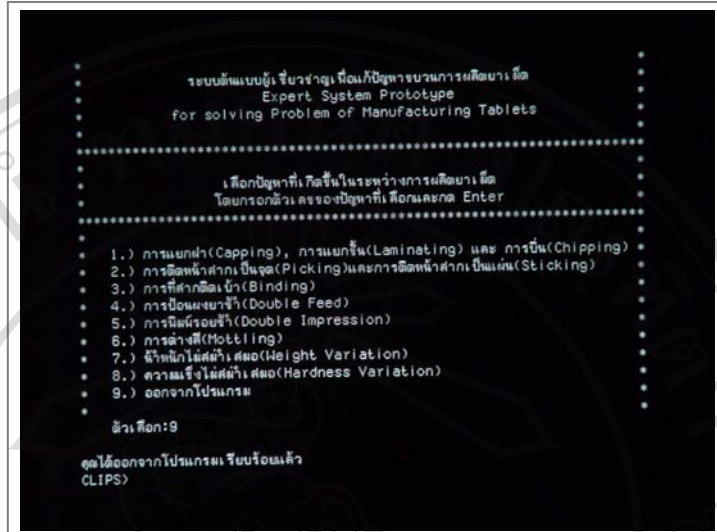 ระบบต้นแบบผู้เชี่ยวชาญเพื่อแก้ปัญหาขบวนการผลิตยาเม็ด
Expert System Prototype
for solving Problem of Manufacturing Tablets
************************************************************
เลือกปัญหาที่เกิดขึ้นในระหว่างการผลิตยาเม็ด
โดยกรอกตัวเลขของปัญหาที่เลือกและกด Enter
************************************************************
1.) การแยกฝา(Capping), การแยกชั้น(Laminating) และ การบิ่น(Chipping)
2.) การติดหน้าสากเป็นจุด(Picking)และการติดหน้าสากเป็นแผ่น(Sticking)
3.) การที่สากติดเบ้า(Binding)
4.) การป้อนผงยาซ้ำ(Double Feed)
5.) การพิมพ์รอยซ้ำ(Double Impression)
6.) การด่างสี(Mottling)
7.) น้ำหนักไม่สม่ำเสมอ(Weight Variation)
8.) ความแข็งไม่สม่ำเสมอ(Hardness Variation)
9.) ออกจากโปรแกรม
ตัวเลือก:9
คุณได้ออกจากโปรแกรมเรียบร้อยแล้ว
CLIPS>